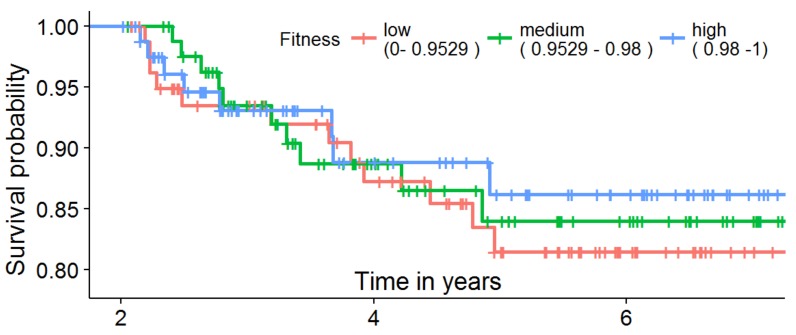 Fitness low medium high
(0- 0.9529 ) ( 0.9529 - 0.98 ) ( 0.98 -1)
Survival probability
1.00
0.95
0.90
0.85
0.80
Time in years
2 4 6